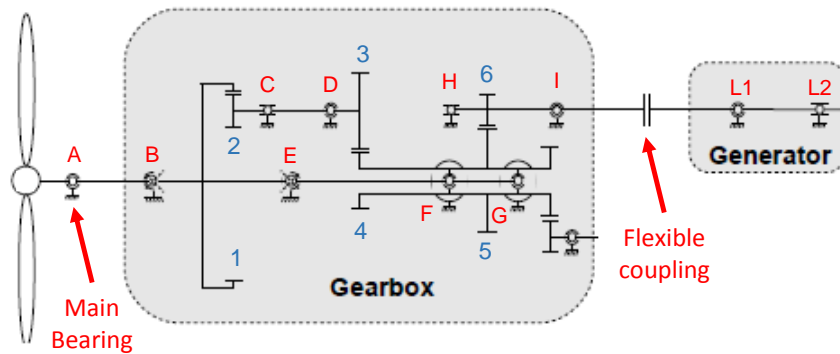 3
6
C
D
H
I
L1
L2
2
A
B
E
Generator
4
F
G
5
1
Flexible
coupling
Gearbox
Main
Bearing